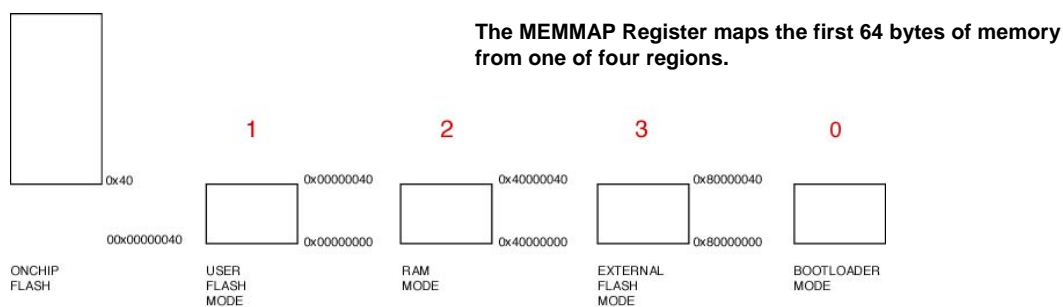 The MEMMAP Register maps the first 64 bytes of memory
from one of four regions.
1
2
3
0
0x40
0x00000040
0x40000040
0x80000040
00x00000040
0x00000000
0x40000000
0x80000000
ONCHIP
FLASH
USER
FLASH
MODE
RAM
MODE
EXTERNAL
FLASH
MODE
BOOTLOADER
MODE